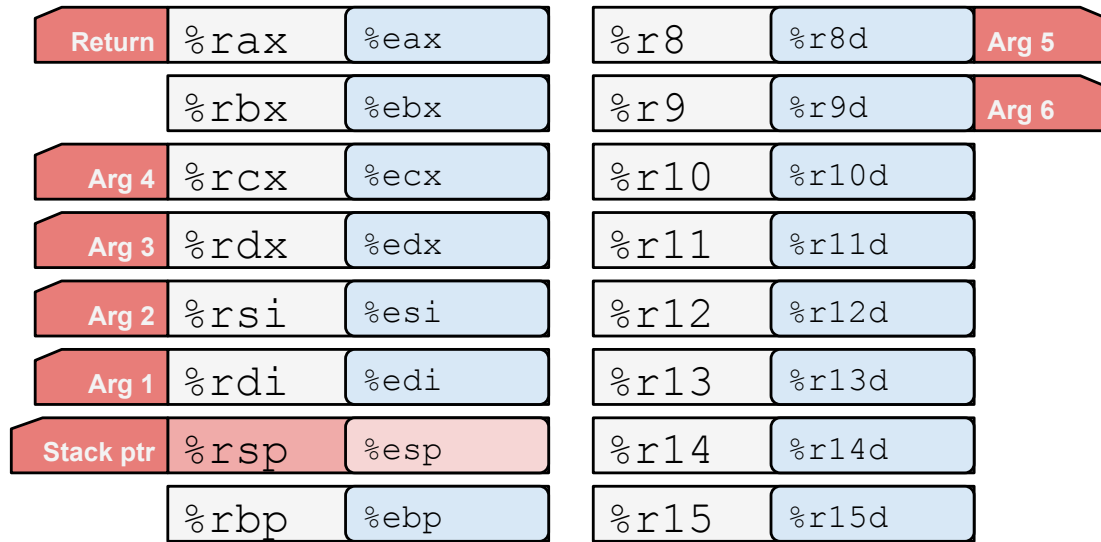 Return %rax %eax %r8 %r8d Arg 5
%rbx %ebx %r9 %r9d Arg 6
Arg 4 %rcx %ecx %r10 %r10d
Arg 3 %rdx %edx %r11 %r11d
Arg 2 %rsi %esi %r12 %r12d
Arg 1 %rdi %edi %r13 %r13d
Stack ptr %rsp %esp %r14 %r14d
%rbp %ebp %r15 %r15d